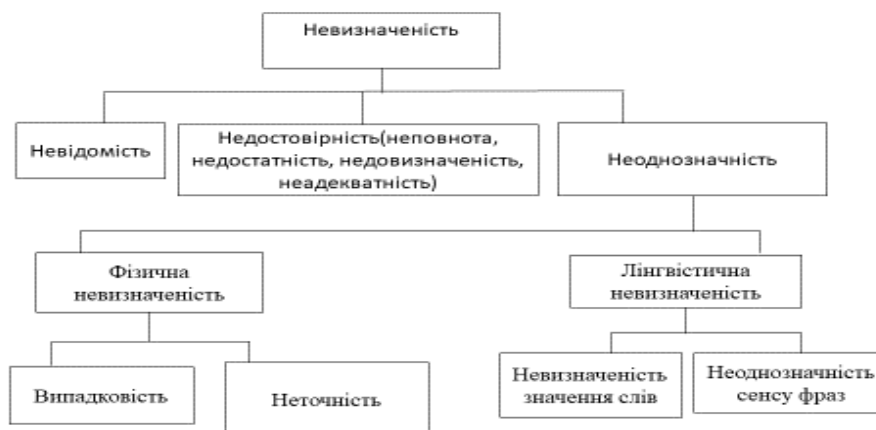 Невизначеність
Невідомість
Недостовірність(неповнота,
недостатність, недовизначеність,
неадекватність)
Неоднозначність
Фізична
невизначеність
Лінгвістична
невизначеність
Випадковість
Неточність
Невизначеність
значення слів
Неоднозначність
сенсу фраз